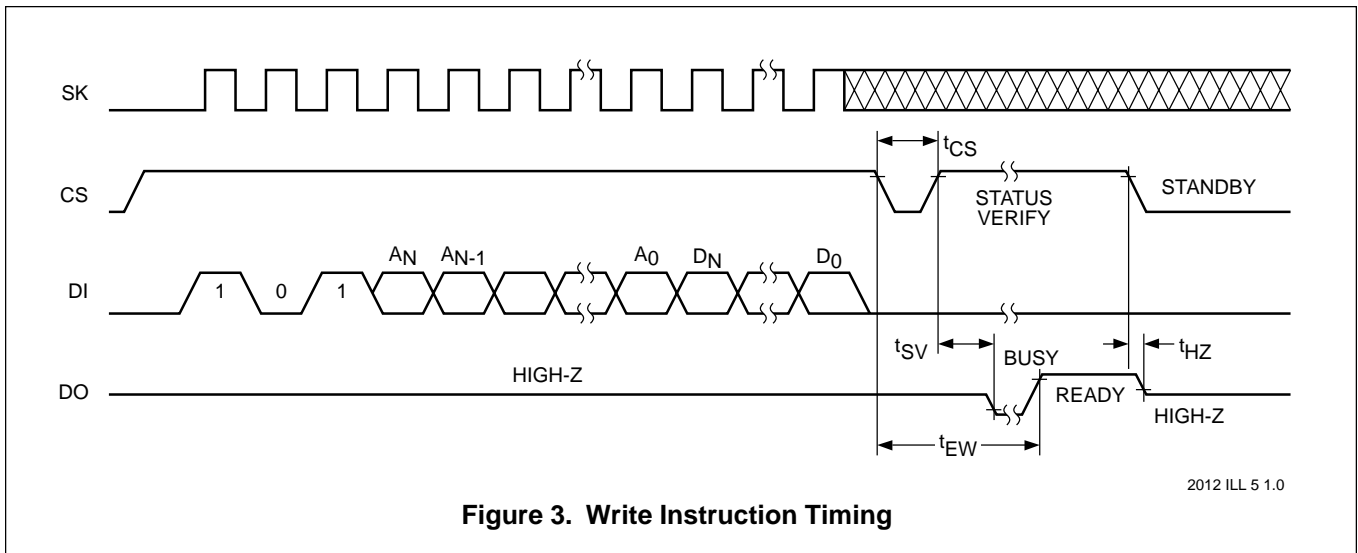 SK
tCS
CS
STATUS
VERIFY
STANDBY
AN AN-1 A0 DN D0
DI
1 0 1
tSV
BUSY
tHZ
HIGH-Z
DO
READY
HIGH-Z
tEW
2012 ILL 5 1.0
Figure 3. Write Instruction Timing